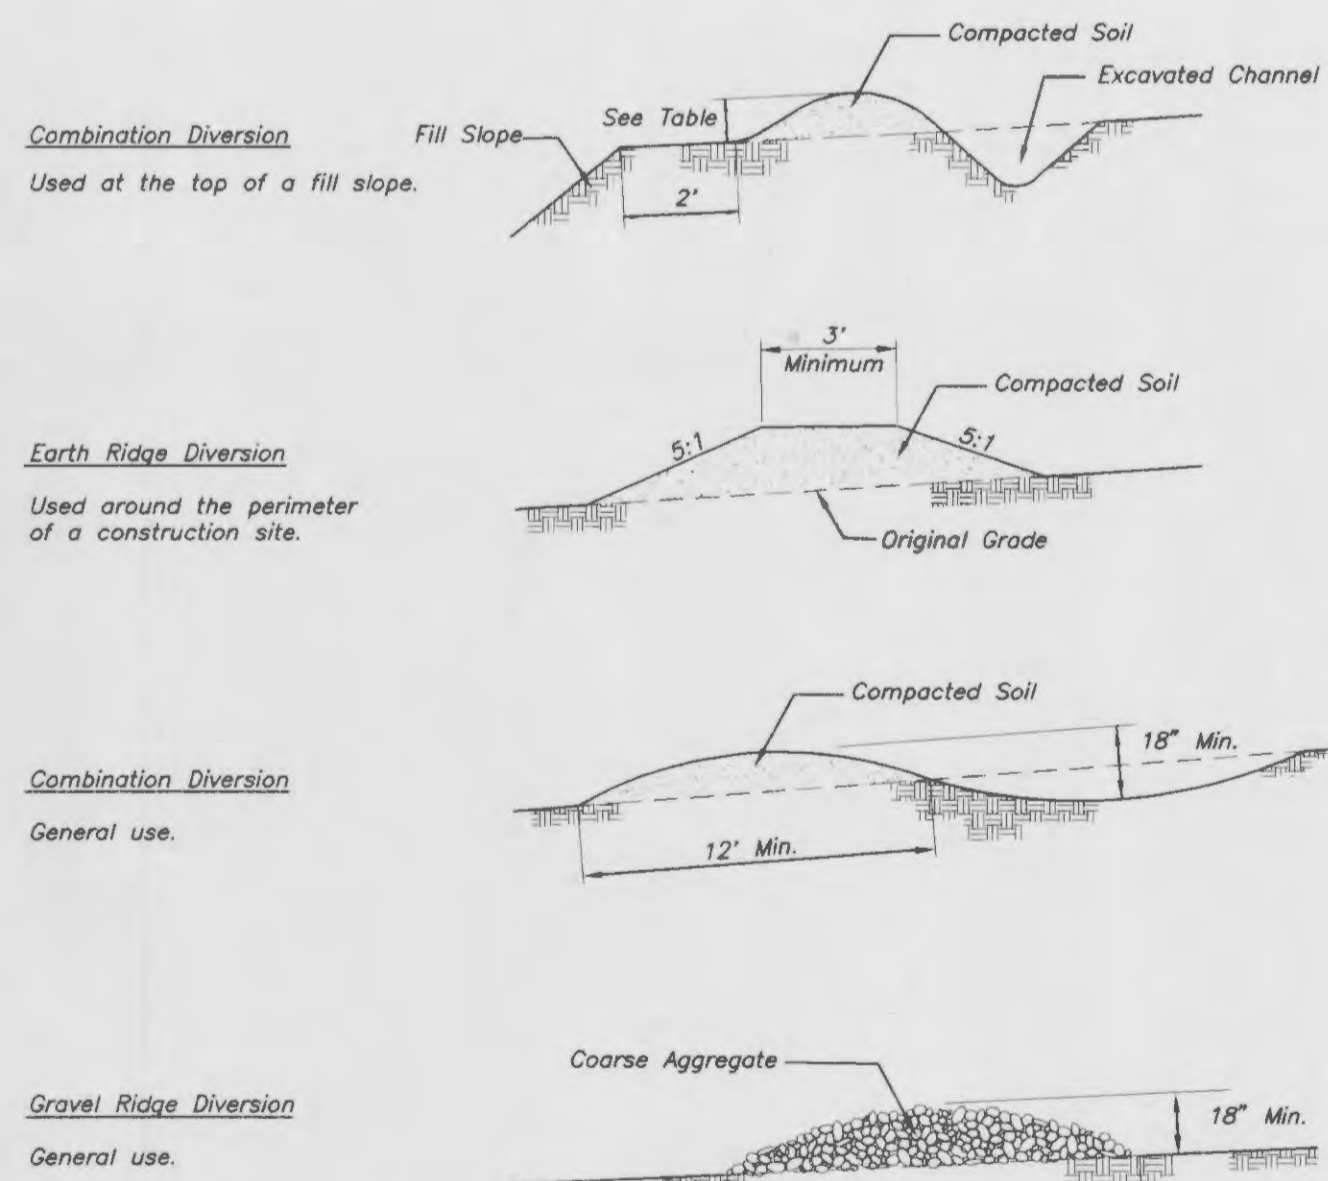 Compacted Soil
Excavated Channel
See Table
Combination Diversion
Fill Slope
Used at the top of a fill slope.
2'
3'
Minimum
Compacted Soil
5:1
5:1
Earth Ridge Diversion
Used around the perimeter
of a construction site.
Original Grade
Compacted Soil
18" Min.
Combination Diversion
General use.
12' Min.
Coarse Aggregate
Gravel Ridge Diversion
18" Min.
General use.